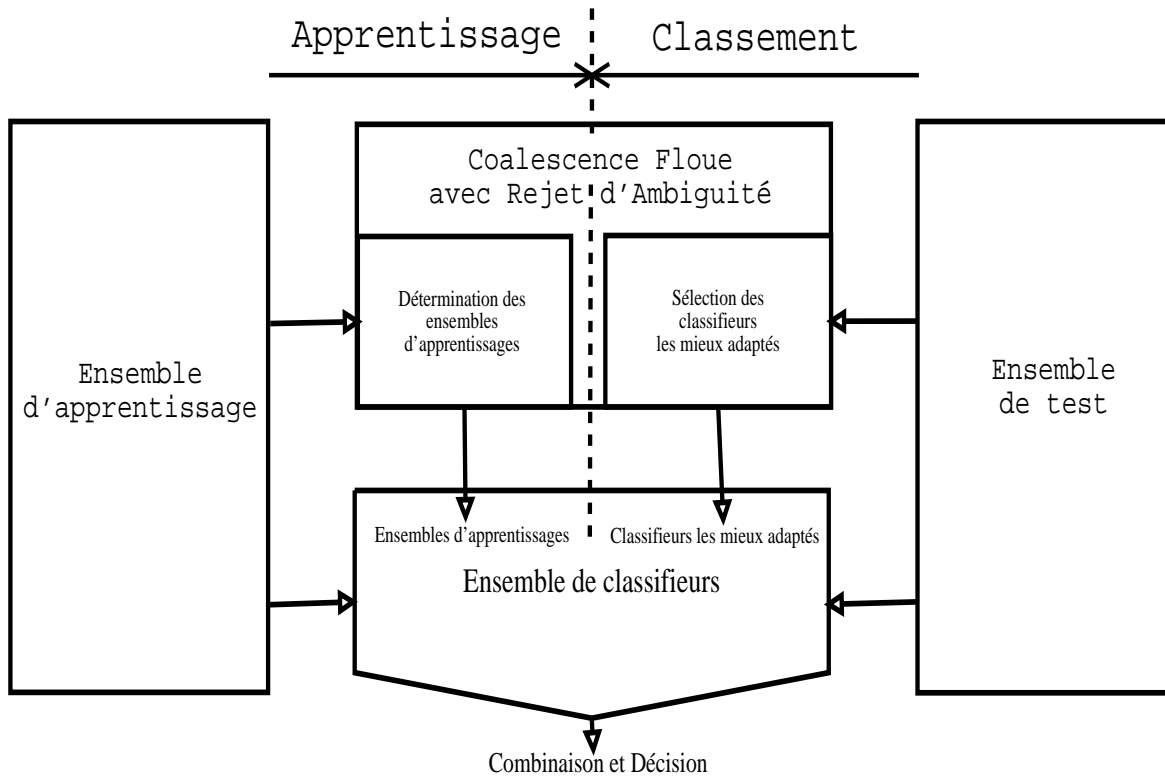 Apprentissage
Classement
Coalescence Floue
avec Rejet d'Ambiguité
Détermination des
ensembles
d'apprentissages
Sélection des
classifieurs
les mieux adaptés
Ensemble
d'apprentissage
Ensemble
de test
Ensembles d'apprentissages
Classifieurs les mieux adaptés
Ensemble de classifieurs
Combinaison et Décision